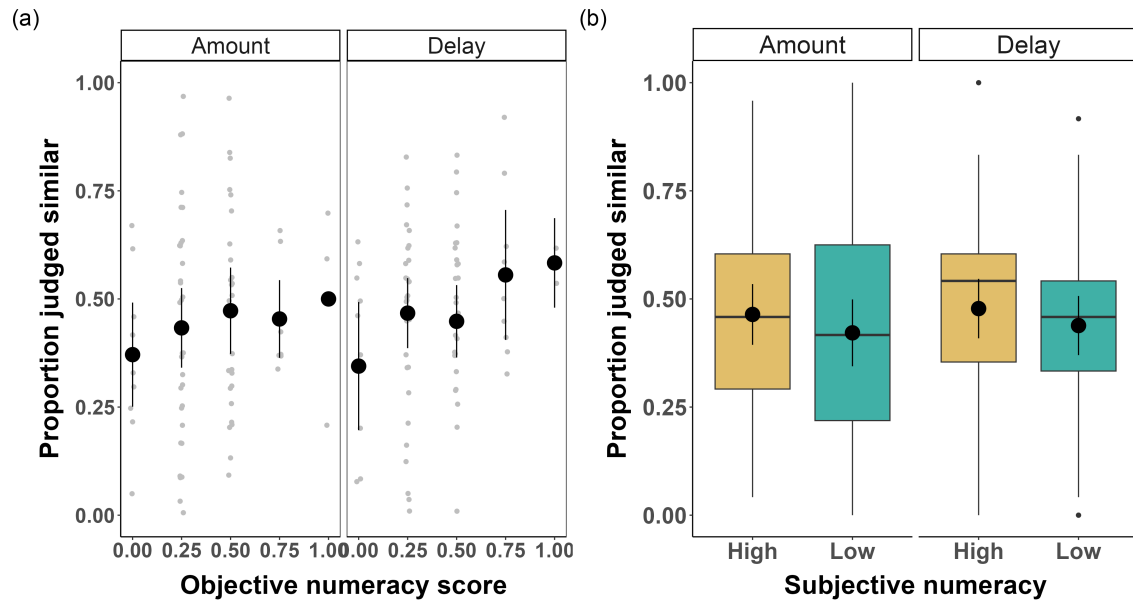 (a)
Amount Delay
Proportion judged similar
1.00
0.75
0.50
0.25
0.00
0.00 0.25 0.50 0.75 1.00 0.00 0.25 0.50 0.75 1.00
Objective numeracy score
(b)
Amount Delay
Proportion judged similar
1.00
0.75
0.50
0.25
0.00
High Low High Low
Subjective numeracy